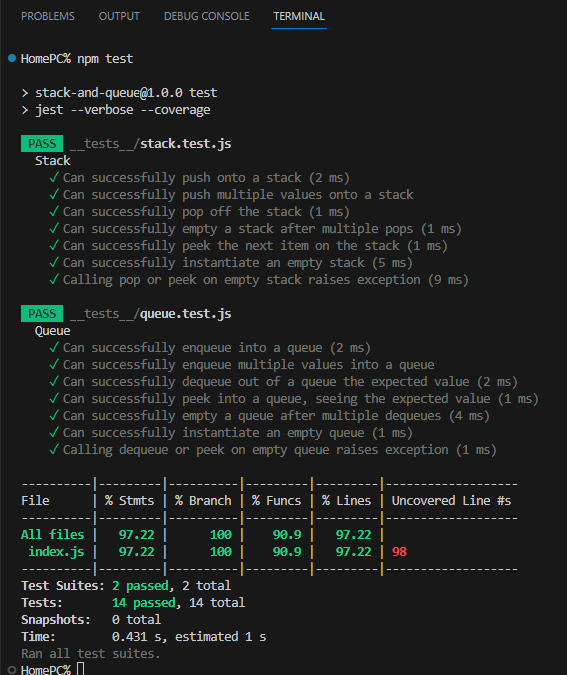 PROBLEMS OUTPUT DEBUG CONSOLE TERMINAL
HomePC% npm test
> stack-and-queue@1.0.0 test
> jest --verbose --coverage
PASS __tests__/stack.test.js
Stack
✓ Can successfully push onto a stack (2 ms)
✓ Can successfully push multiple values onto a stack
✓ Can successfully pop off the stack (1 ms)
✓ Can successfully empty a stack after multiple pops (1 ms)
✓ Can successfully peek the next item on the stack (1 ms)
✓ Can successfully instantiate an empty stack (5 ms)
✓ Calling pop or peek on empty stack raises exception (9 ms)
PASS __tests__/queue.test.js
Queue
✓ Can successfully enqueue into a queue (2 ms)
✓ Can successfully enqueue multiple values into a queue
✓ Can successfully dequeue out of a queue the expected value (2 ms)
✓ Can successfully peek into a queue, seeing the expected value (1 ms)
✓ Can successfully empty a queue after multiple dequeues (4 ms)
✓ Can successfully instantiate an empty queue (1 ms)
✓ Calling dequeue or peek on empty queue raises exception (1 ms)
----------|---------|----------|---------|---------|-------------------
File      | % Stmts | % Branch | % Funcs | % Lines | Uncovered Line #s
----------|---------|----------|---------|---------|-------------------
All files |   97.22 |      100 |    90.9 |   97.22 |
 index.js |   97.22 |      100 |    90.9 |   97.22 | 98
----------|---------|----------|---------|---------|-------------------
Test Suites: 2 passed, 2 total
Tests:       14 passed, 14 total
Snapshots:   0 total
Time:        0.431 s, estimated 1 s
Ran all test suites.
HomePC%